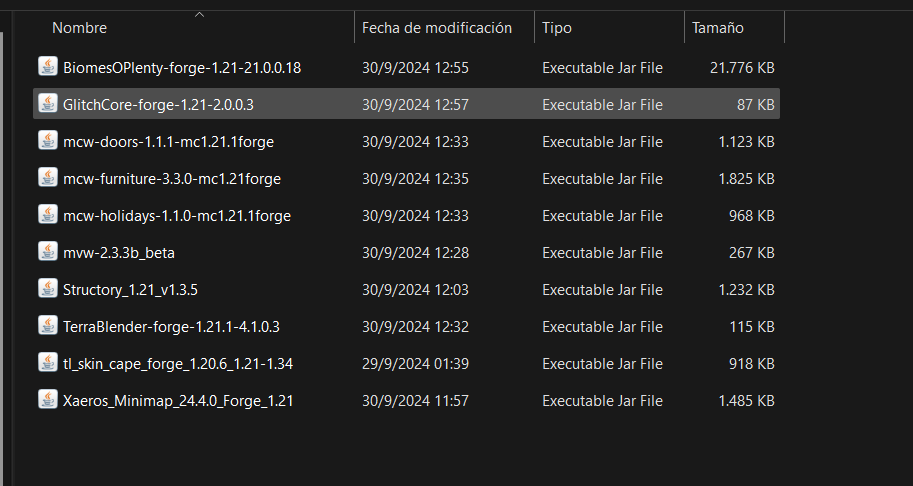 Nombre Fecha de modificación Tipo Tamaño
BiomesOPlenty-forge-1.21-21.0.0.18 30/9/2024 12:55 Executable Jar File 21.776 KB
GlitchCore-forge-1.21-2.0.0.3 30/9/2024 12:57 Executable Jar File 87 KB
mcw-doors-1.1.1-mc1.21.1forge 30/9/2024 12:33 Executable Jar File 1.123 KB
mcw-furniture-3.3.0-mc1.21forge 30/9/2024 12:35 Executable Jar File 1.825 KB
mcw-holidays-1.1.0-mc1.21.1forge 30/9/2024 12:33 Executable Jar File 968 KB
mvw-2.3.3b_beta 30/9/2024 12:28 Executable Jar File 267 KB
Structory_1.21_v1.3.5 30/9/2024 12:03 Executable Jar File 1.232 KB
TerraBlender-forge-1.21.1-4.1.0.3 30/9/2024 12:32 Executable Jar File 115 KB
tl_skin_cape_forge_1.20.6_1.21-1.34 29/9/2024 01:39 Executable Jar File 918 KB
Xaeros_Minimap_24.4.0_Forge_1.21 30/9/2024 11:57 Executable Jar File 1.485 KB